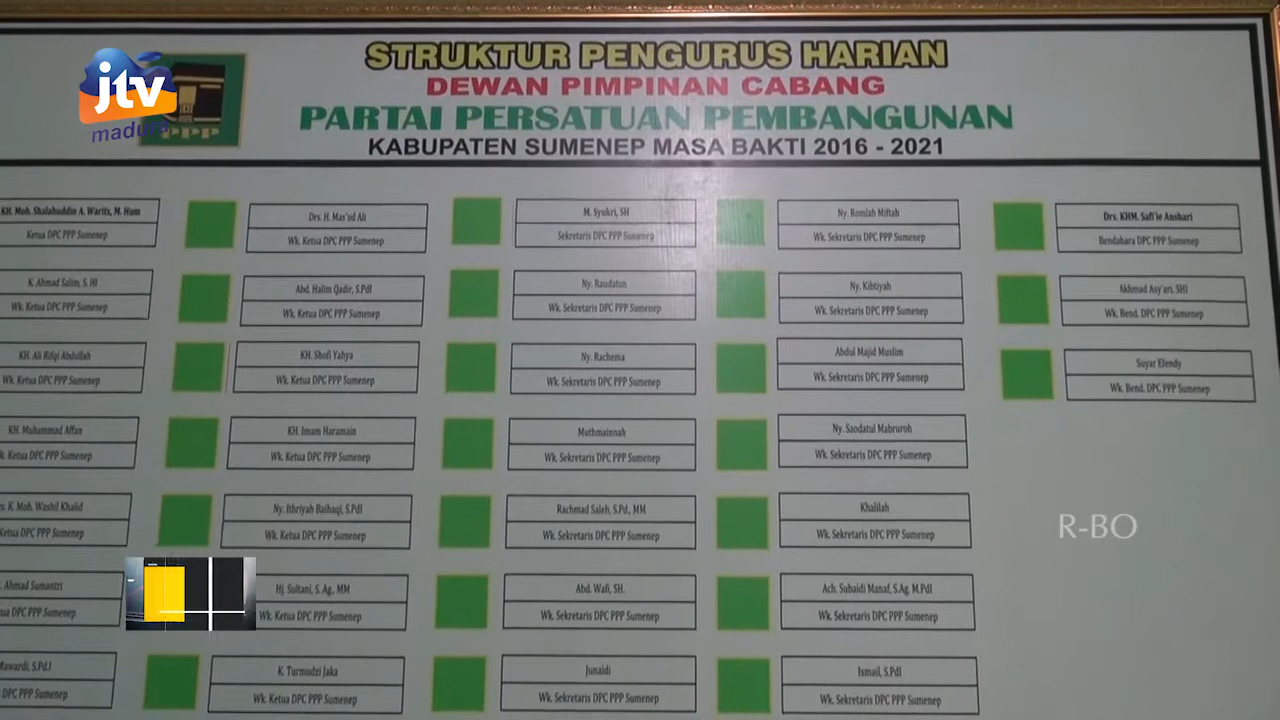 jtv
madura
PPP
STRUKTUR PENGURUS HARIAN
DEWAN PIMPINAN CABANG
PARTAI PERSATUAN PEMBANGUNAN
KABUPATEN SUMENEP MASA BAKTI 2016 - 2021
KH. Moh. Shalahuddin A. Warits, M. Hum
Ketua DPC PPP Sumenep
K. Ahmad Salim, S. HI
Wk. Ketua DPC PPP Sumenep
KH. Ali Rifqi Abdullah
Wk. Ketua DPC PPP Sumenep
KH. Muhammad Affan
Wk. Ketua DPC PPP Sumenep
K. Moh. Washil Khalid
Ketua DPC PPP Sumenep
Ahmad Sumastri
DPC PPP Sumenep
Mawardi, S.Pd.I
DPC PPP Sumenep
Drs. H. Mas'ud Ali
Wk. Ketua DPC PPP Sumenep
Abd. Halim Qadir, S.PdI
Wk. Ketua DPC PPP Sumenep
KH. Shofi Yahya
Wk. Ketua DPC PPP Sumenep
KH. Imam Haramain
Wk. Ketua DPC PPP Sumenep
Ny. Ithriyah Baihaqi, S.PdI
Wk. Ketua DPC PPP Sumenep
Hj. Sultani, S. Ag., MM
Wk. Ketua DPC PPP Sumenep
K. Turmudzi Jaka
Wk. Ketua DPC PPP Sumenep
M. Syukri, SH
Sekretaris DPC PPP Sumenep
Ny. Raudatun
Wk. Sekretaris DPC PPP Sumenep
Ny. Rachema
Wk. Sekretaris DPC PPP Sumenep
Muthmainnah
Wk. Sekretaris DPC PPP Sumenep
Rachmad Saleh, S.Pd., MM
Wk. Sekretaris DPC PPP Sumenep
Abd. Wafi, SH.
Wk. Sekretaris DPC PPP Sumenep
Junaidi
Wk. Sekretaris DPC PPP Sumenep
Ny. Romlah Miftah
Wk. Sekretaris DPC PPP Sumenep
Ny. Kibtiyah
Wk. Sekretaris DPC PPP Sumenep
Abdul Majid Muslim
Wk. Sekretaris DPC PPP Sumenep
Ny. Saodatul Mabruroh
Wk. Sekretaris DPC PPP Sumenep
Khalilah
Wk. Sekretaris DPC PPP Sumenep
Ach. Subaidi Manaf, S.Ag. M.PdI
Wk. Sekretaris DPC PPP Sumenep
Ismail, S.PdI
Wk. Sekretaris DPC PPP Sumenep
Drs. KHM. Safi'ie Anshari
Bendahara DPC PPP Sumenep
Akhmad Asy'ari, SHI
Wk. Bend. DPC PPP Sumenep
Suyar Efendy
Wk. Bend. DPC PPP Sumenep
R-BO